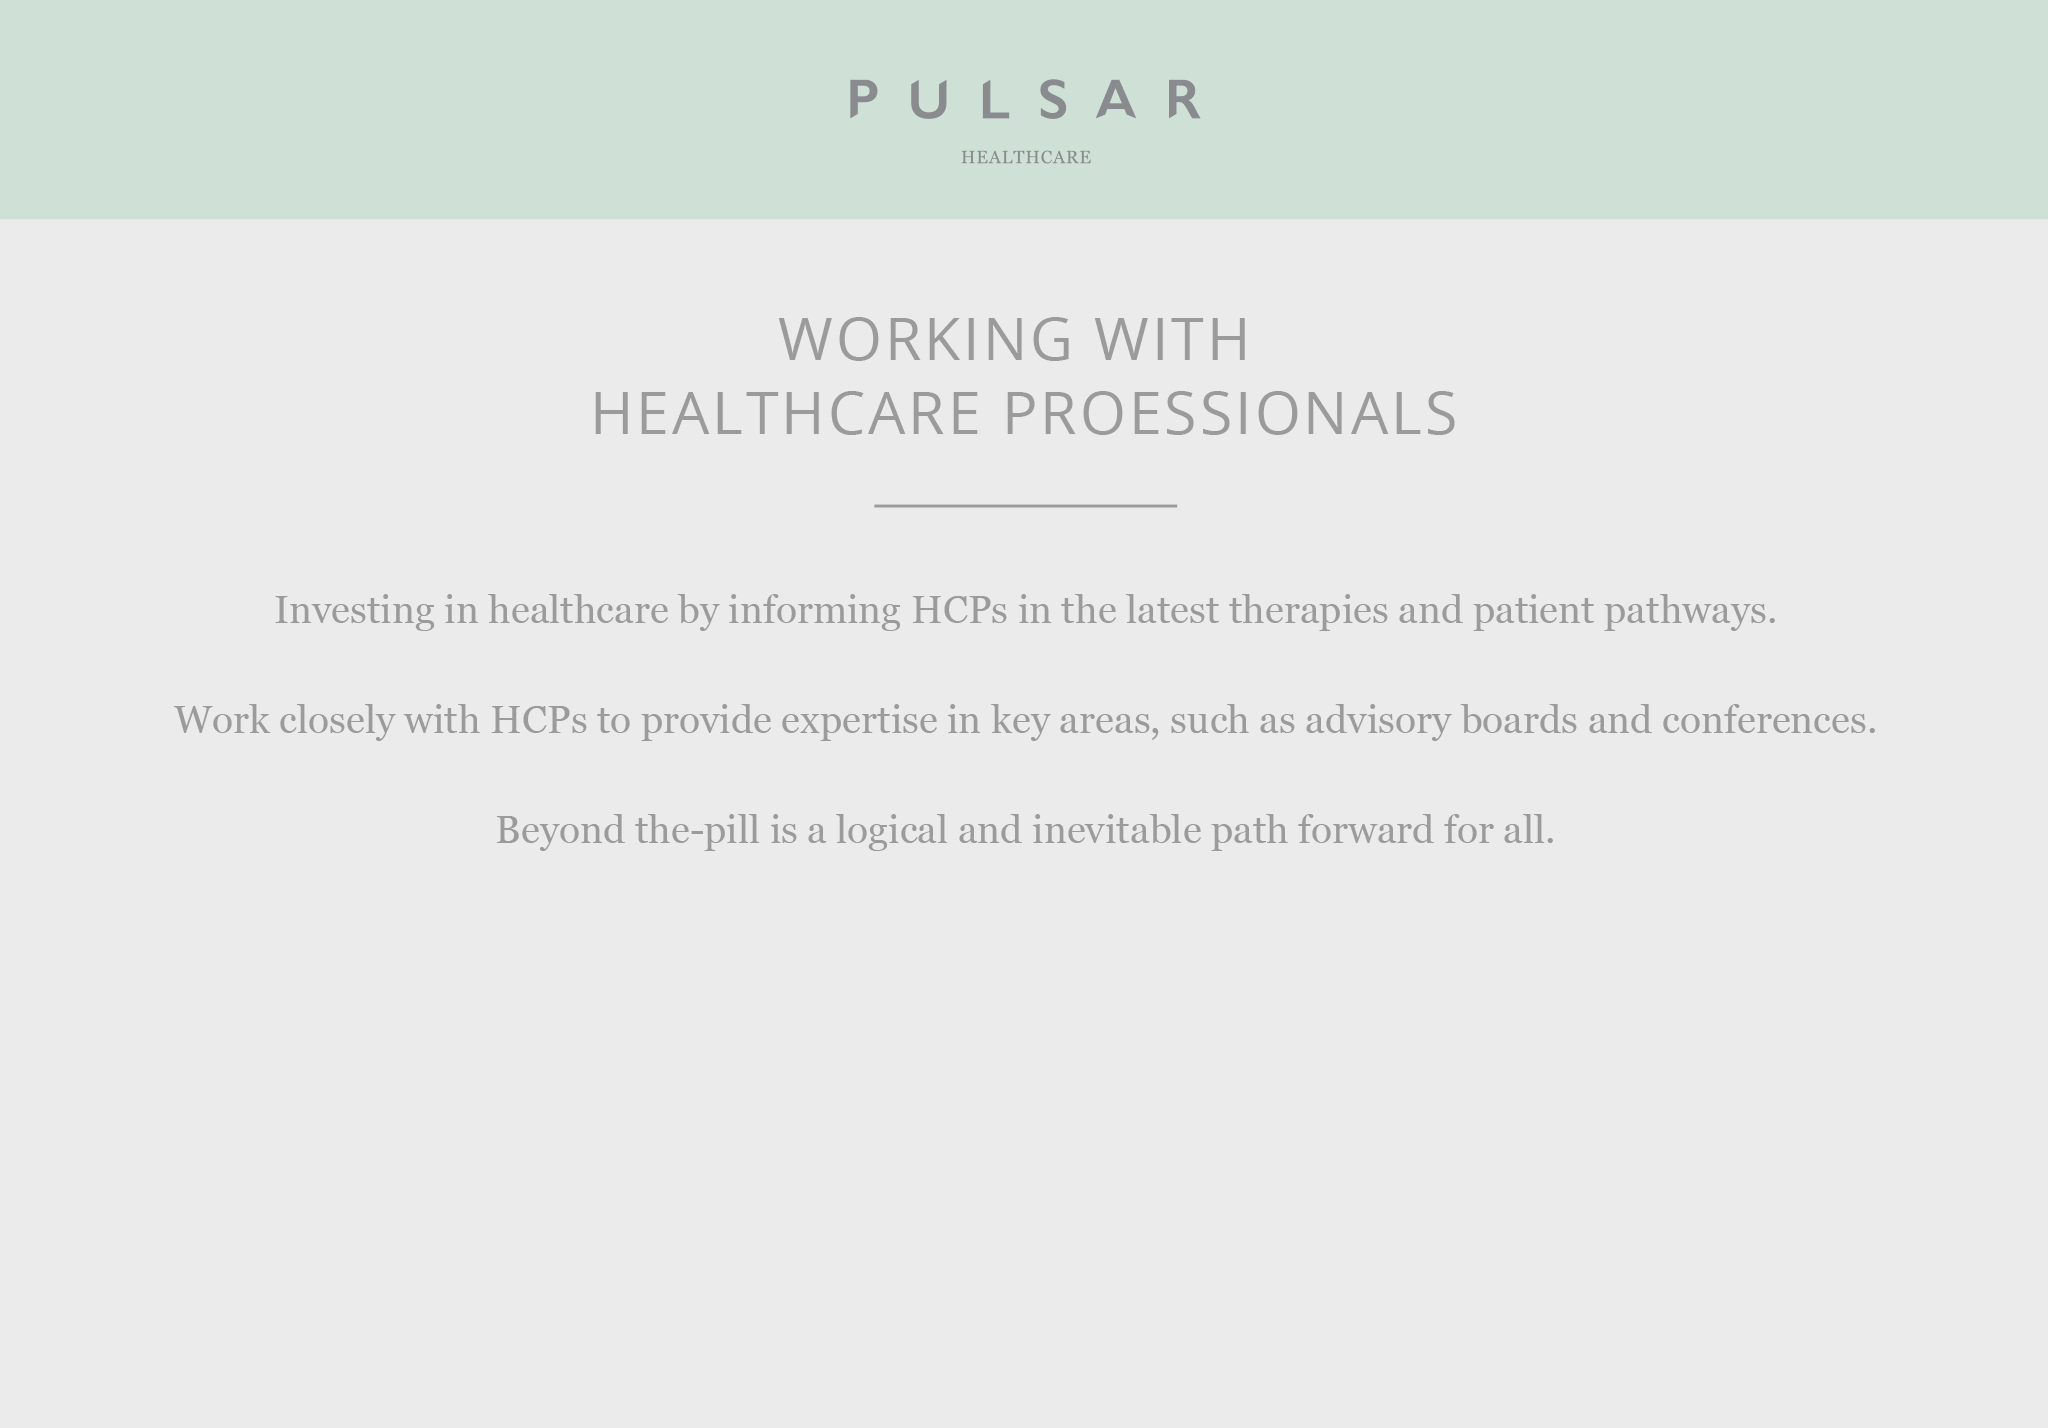 PULSAR
HEALTHCARE
WORKING WITH
HEALTHCARE PROESSIONALS
Investing in healthcare by informing HCPs in the latest therapies and patient pathways.
Work closely with HCPs to provide expertise in key areas, such as advisory boards and conferences.
Beyond the-pill is a logical and inevitable path forward for all.